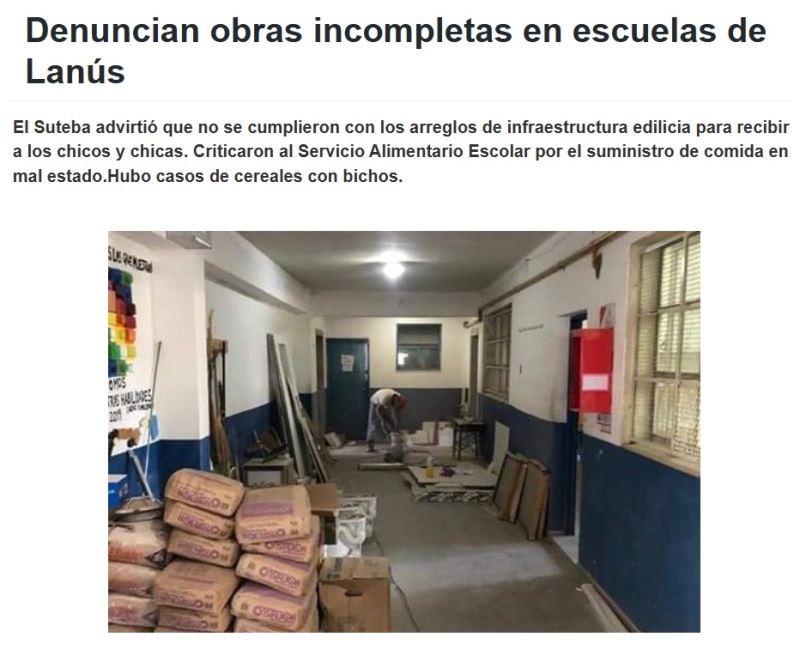 Denuncian obras incompletas en escuelas de
Lanús
El Suteba advirtió que no se cumplieron con los arreglos de infraestructura edilicia para recibir
a los chicos y chicas. Criticaron al Servicio Alimentario Escolar por el suministro de comida en
mal estado.Hubo casos de cereales con bichos.
HABILIDADES
2019